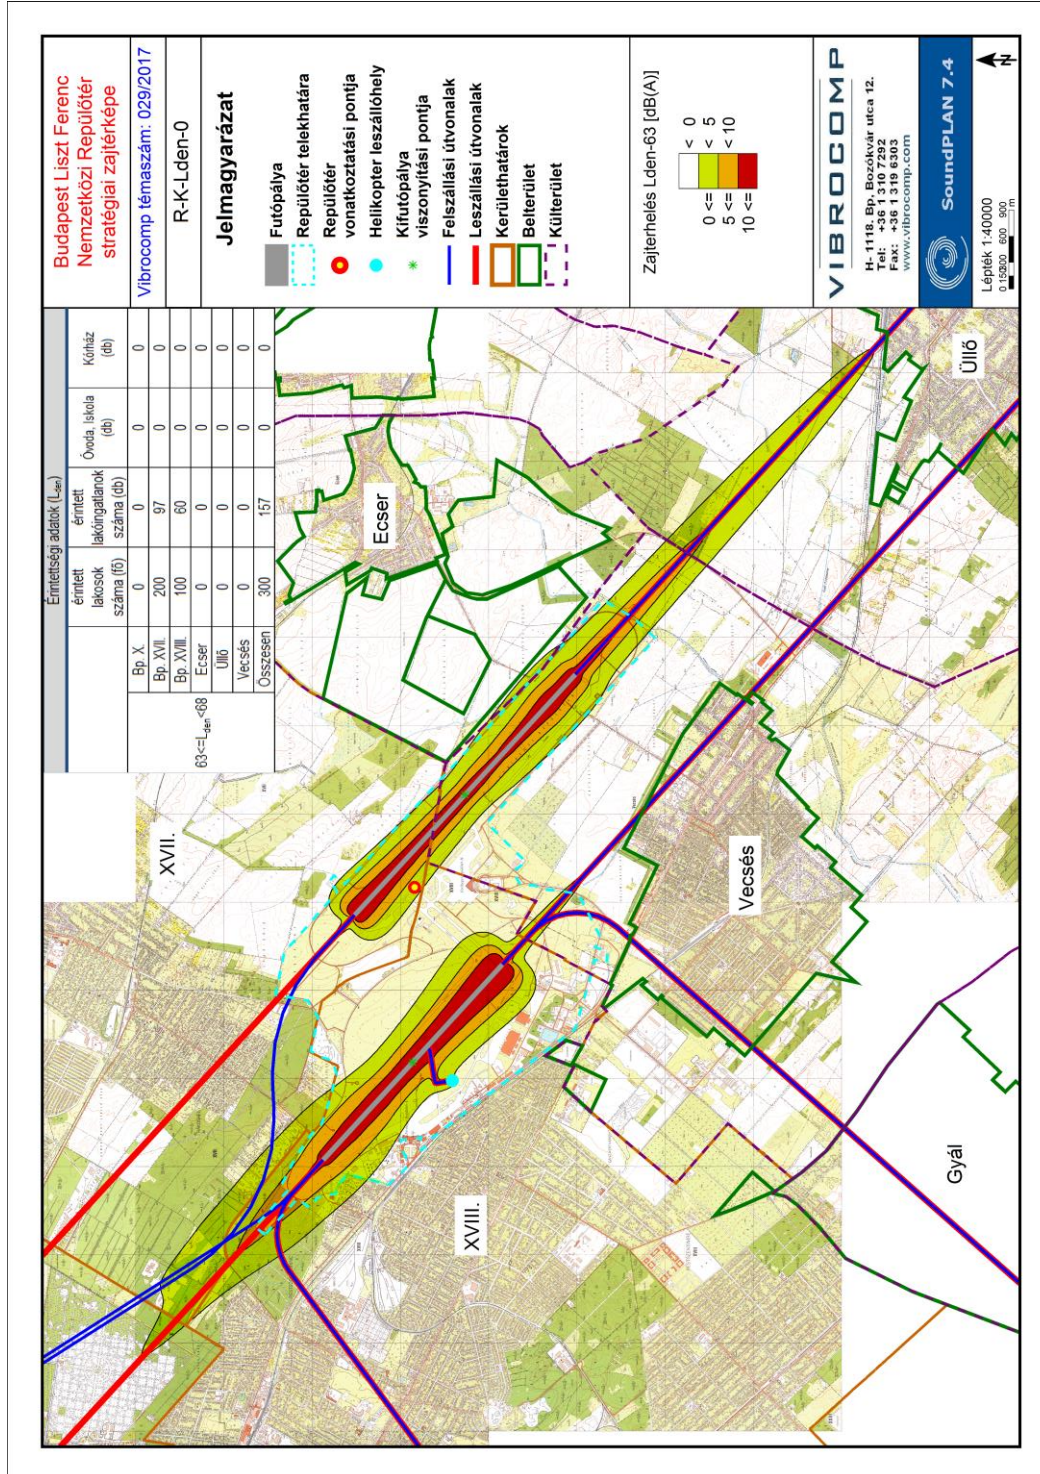 Budapest Liszt Ferenc
Nemzetközi Repülőtér
stratégiai zajtérképe
Vibrocomp témaszám: 029/2017
R-K-Lden-0
Jelmagyarázat
Futópálya
Repülőtér telekhatára
Repülőtér
vonatkoztatási pontja
Helikopter leszállóhely
Kifutópálya
viszonyítási pontja
Felszállási útvonalak
Leszállási útvonalak
Kerülethatárok
Belterület
Külterület
Zajterhelés Lden-63 [dB(A)]
< 0
0 <= < 5
5 <= < 10
10 <=
VIBROCOMP
H- 1118. Bp. Bozókvár utca 12.
Tel: +36 1 310 7292
Fax: +36 1 319 6303
www.vibrocomp.com
SoundPLAN 7.4
Lépték 1:40000
0 150 300 600 900
m
N
Érintettségi adatok (Lden)
érintett lakosok száma (fő) érintett lakóingatlanok száma (db) Óvoda, Iskola (db) Kórház (db)
63<=Lden<68
Bp. X. 0 0 0 0
Bp. XVII. 200 97 0 0
Bp. XVIII. 100 60 0 0
Ecser 0 0 0 0
Üllő 0 0 0 0
Vecsés 0 0 0 0
Összesen 300 157 0 0
XVII.
Ecser
Üllő
Vecsés
XVIII.
Gyál